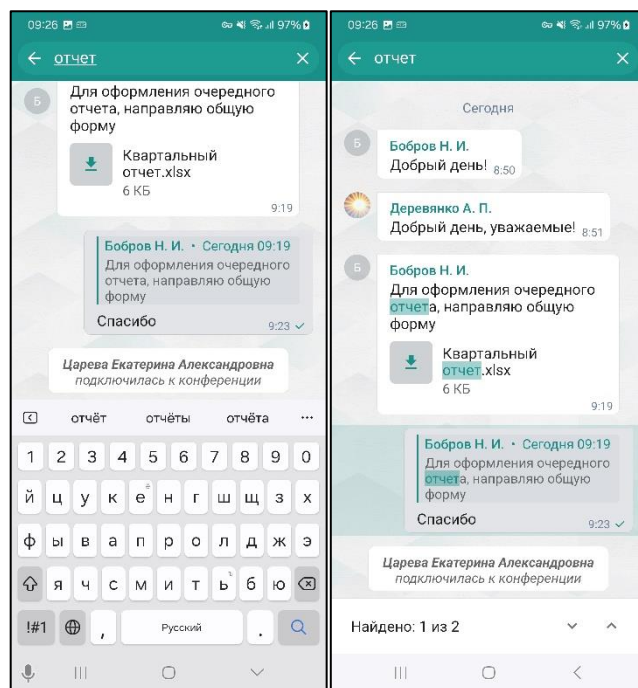 09:26 97%
отчет
Б
Для оформления очередного
отчета, направляю общую
форму
Квартальный
отчет.xlsx
6 КБ
9:19
Бобров Н. И. • Сегодня 09:19
Для оформления очередного
отчета, направляю общую
форму
Спасибо
9:23
Царева Екатерина Александровна
подключилась к конференции
отчёт отчёты отчёта ...
1 2 3 4 5 6 7 8 9 0
й ц у к е н г ш щ з х
ё
ф ы в а п р о л д ж э
я ч с м и т ь б ю
ъ
!#1 , Русский .
09:26 97%
отчет
Сегодня
Б
Бобров Н. И.
Добрый день! 8:50
Деревянко А. П.
Добрый день, уважаемые! 8:51
Б
Бобров Н. И.
Для оформления очередного
отчета, направляю общую
форму
Квартальный
отчет.xlsx
6 КБ
9:19
Бобров Н. И. • Сегодня 09:19
Для оформления очередного
отчета, направляю общую
форму
Спасибо
9:23
Царева Екатерина Александровна
подключилась к конференции
Найдено: 1 из 2